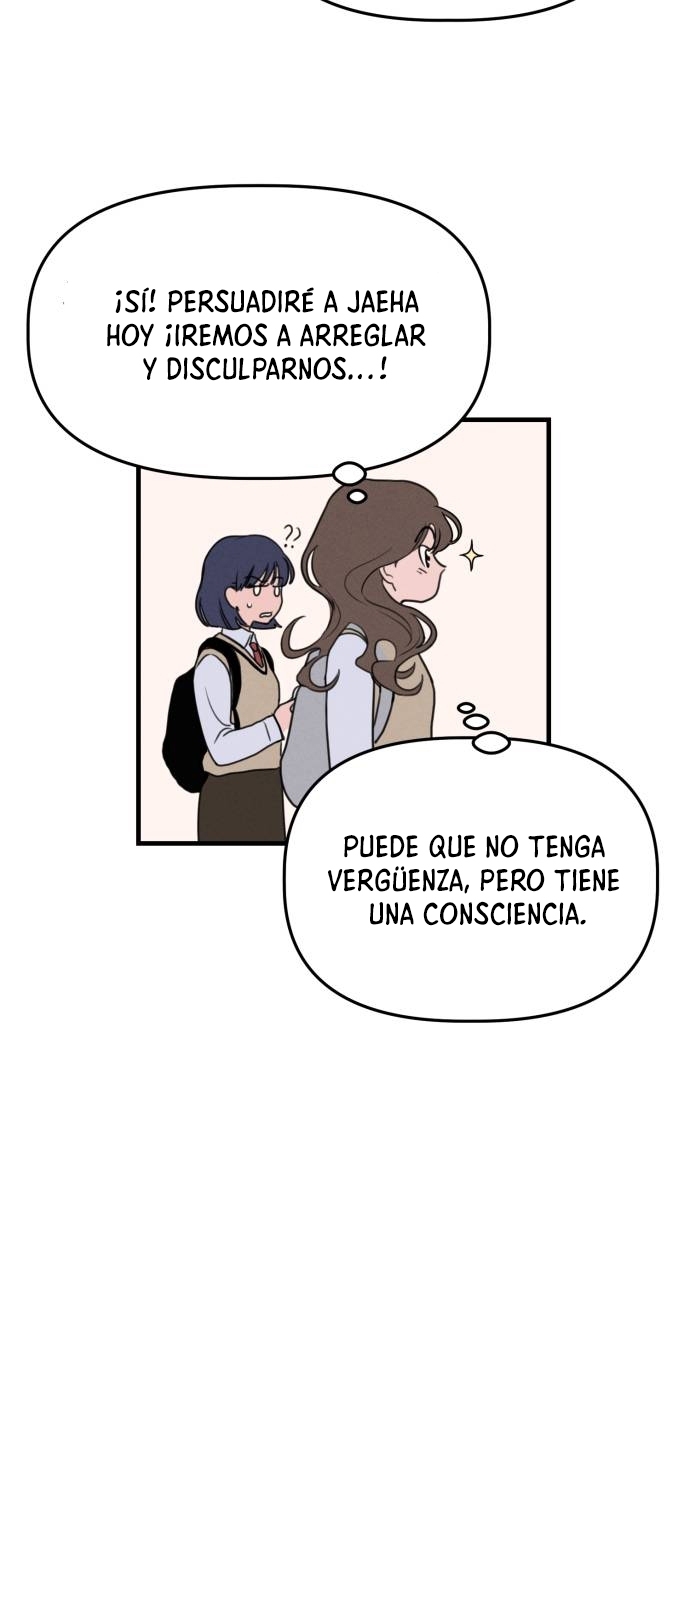 ¡SÍ! PERSUADIRÉ A JAEHA
HOY ¡IREMOS A ARREGLAR
Y DISCULPARNOS...!
??
PUEDE QUE NO TENGA
VERGÜENZA, PERO TIENE
UNA CONSCIENCIA.